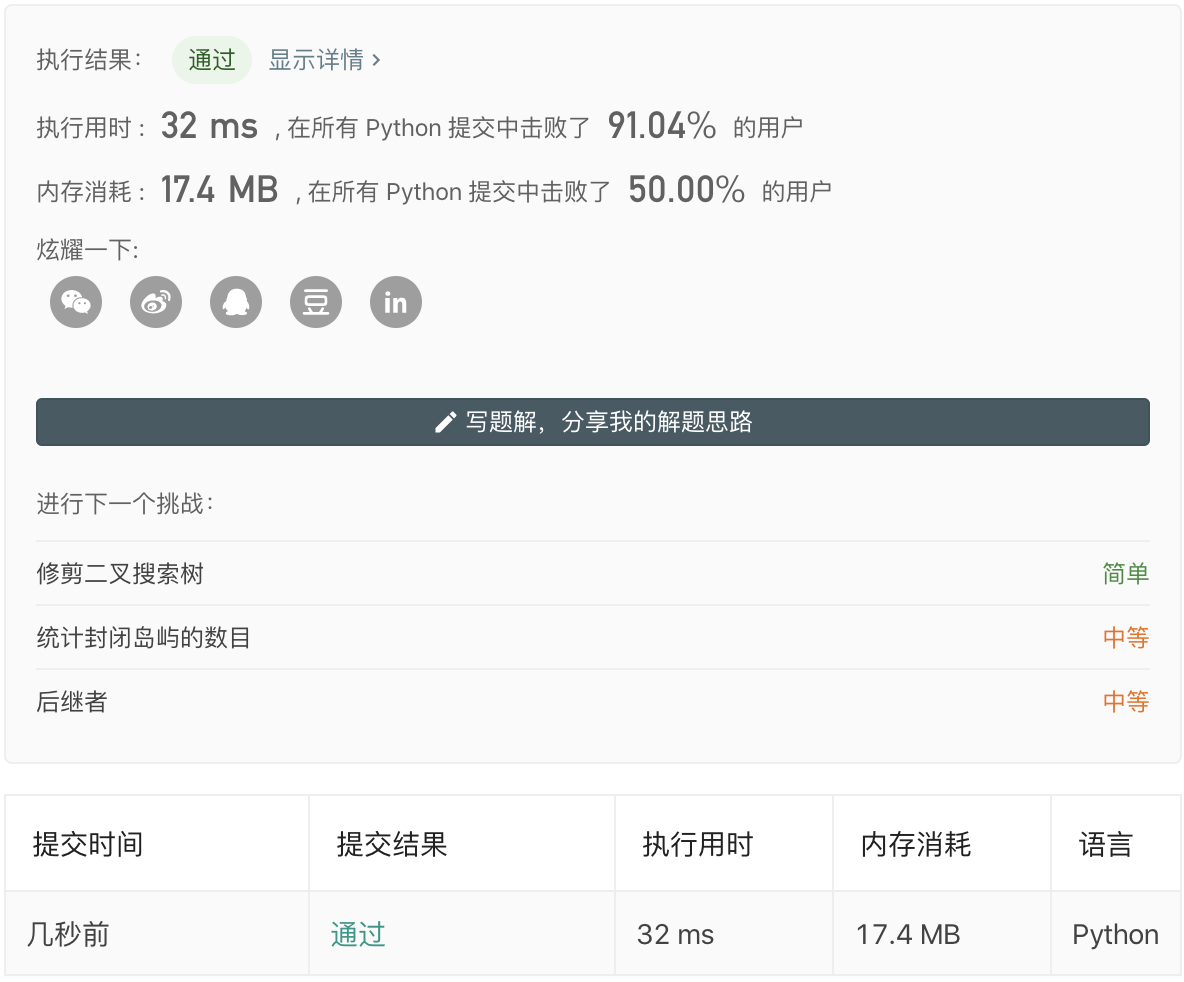 执行结果： 通过 显示详情 ›
执行用时 : 32 ms , 在所有 Python 提交中击败了 91.04% 的用户
内存消耗 : 17.4 MB , 在所有 Python 提交中击败了 50.00% 的用户
炫耀一下:
豆 in
写题解，分享我的解题思路
进行下一个挑战：
修剪二叉搜索树 简单
统计封闭岛屿的数目 中等
后继者 中等
提交时间 提交结果 执行用时 内存消耗 语言
几秒前 通过 32 ms 17.4 MB Python